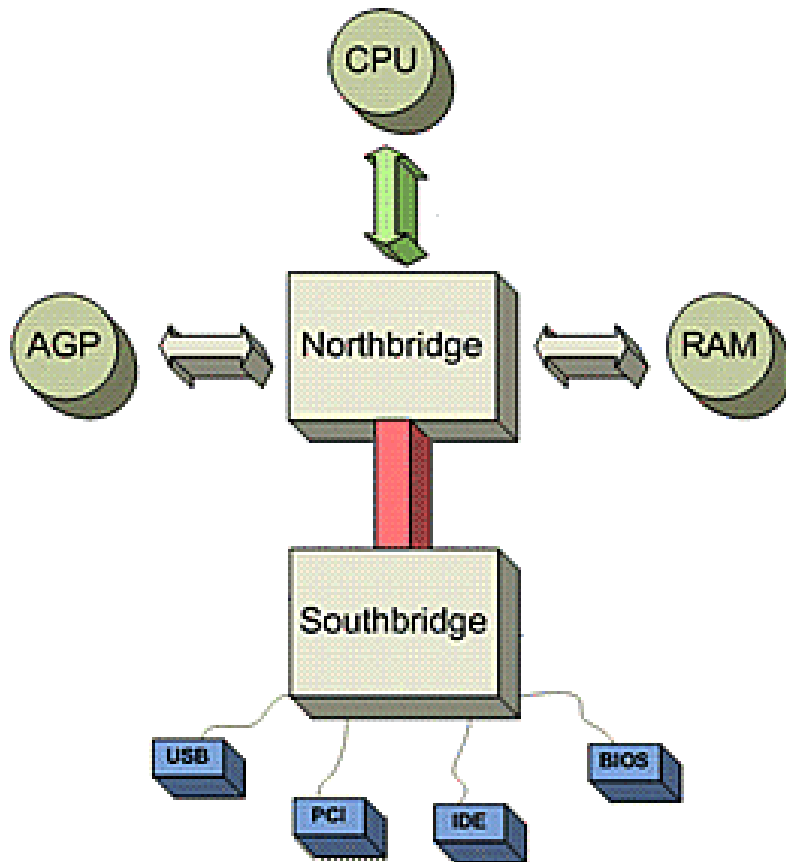 CPU
AGP
Northbridge
RAM
Southbridge
USB
BIOS
PCI
IDE